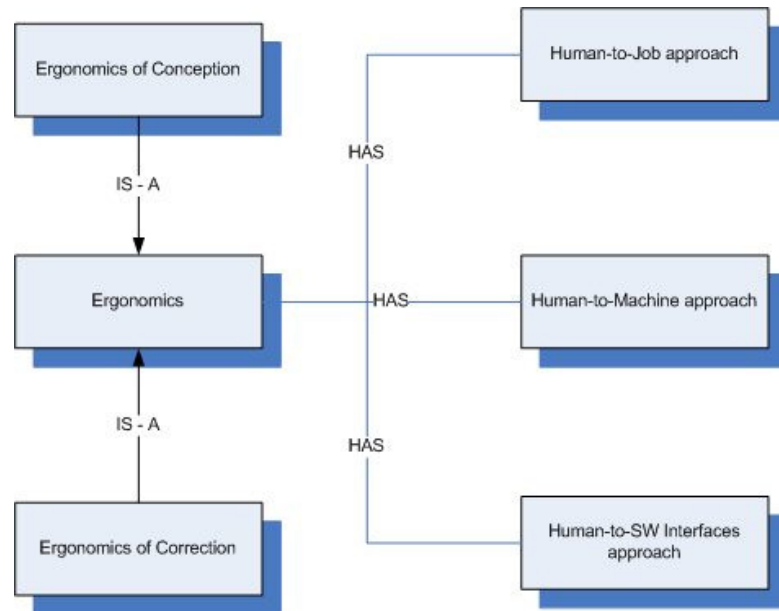 Ergonomics of Conception
Human-to-Job approach
HAS
IS - A
Ergonomics
HAS
Human-to-Machine approach
IS - A
HAS
Ergonomics of Correction
Human-to-SW Interfaces
approach